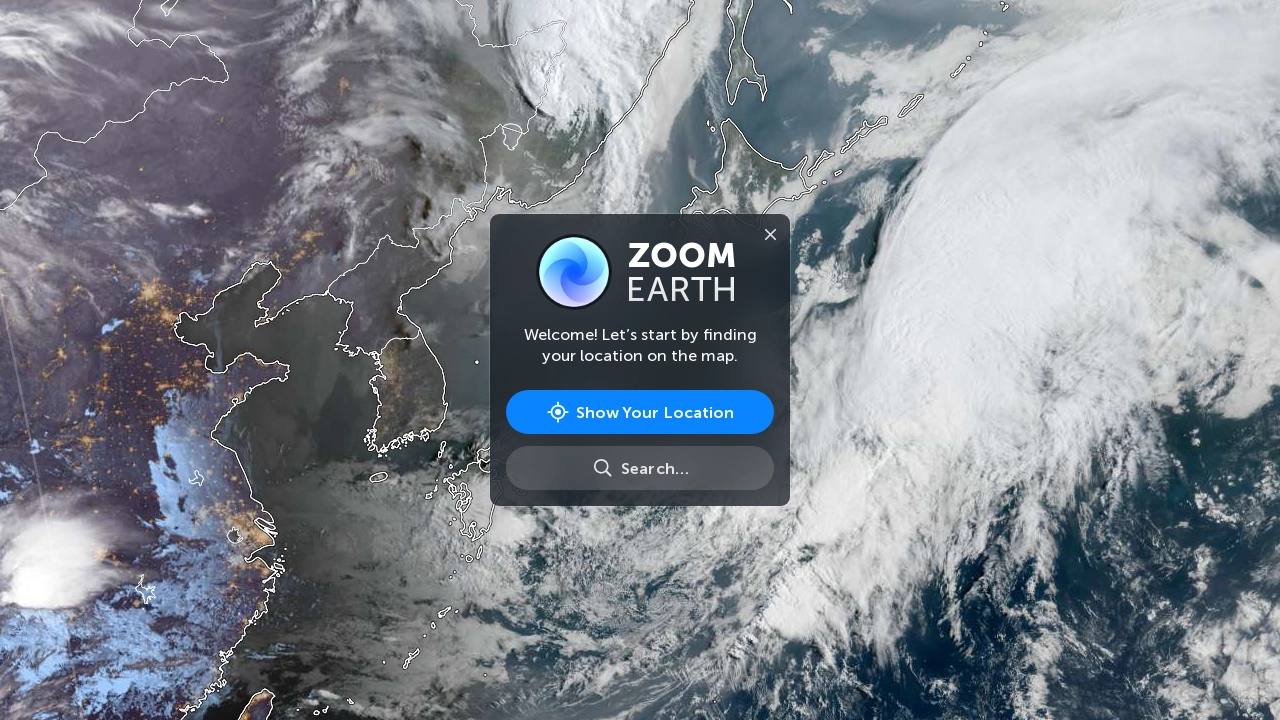 ZOOM
EARTH
Welcome! Let’s start by finding
your location on the map.
Show Your Location
Search...